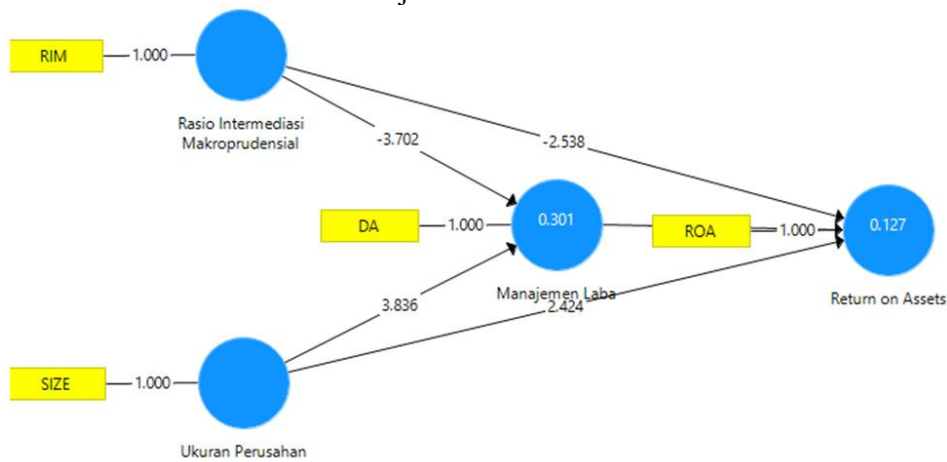 j
RIM
1.000
Rasio Intermediasi
Makroprudensial
-3.702
-2.538
DA
1.000
0.301
ROA
1.000
0.127
Manajemen Laba
Return on Assets
3.836
2.424
SIZE
1.000
Ukuran Perusahan